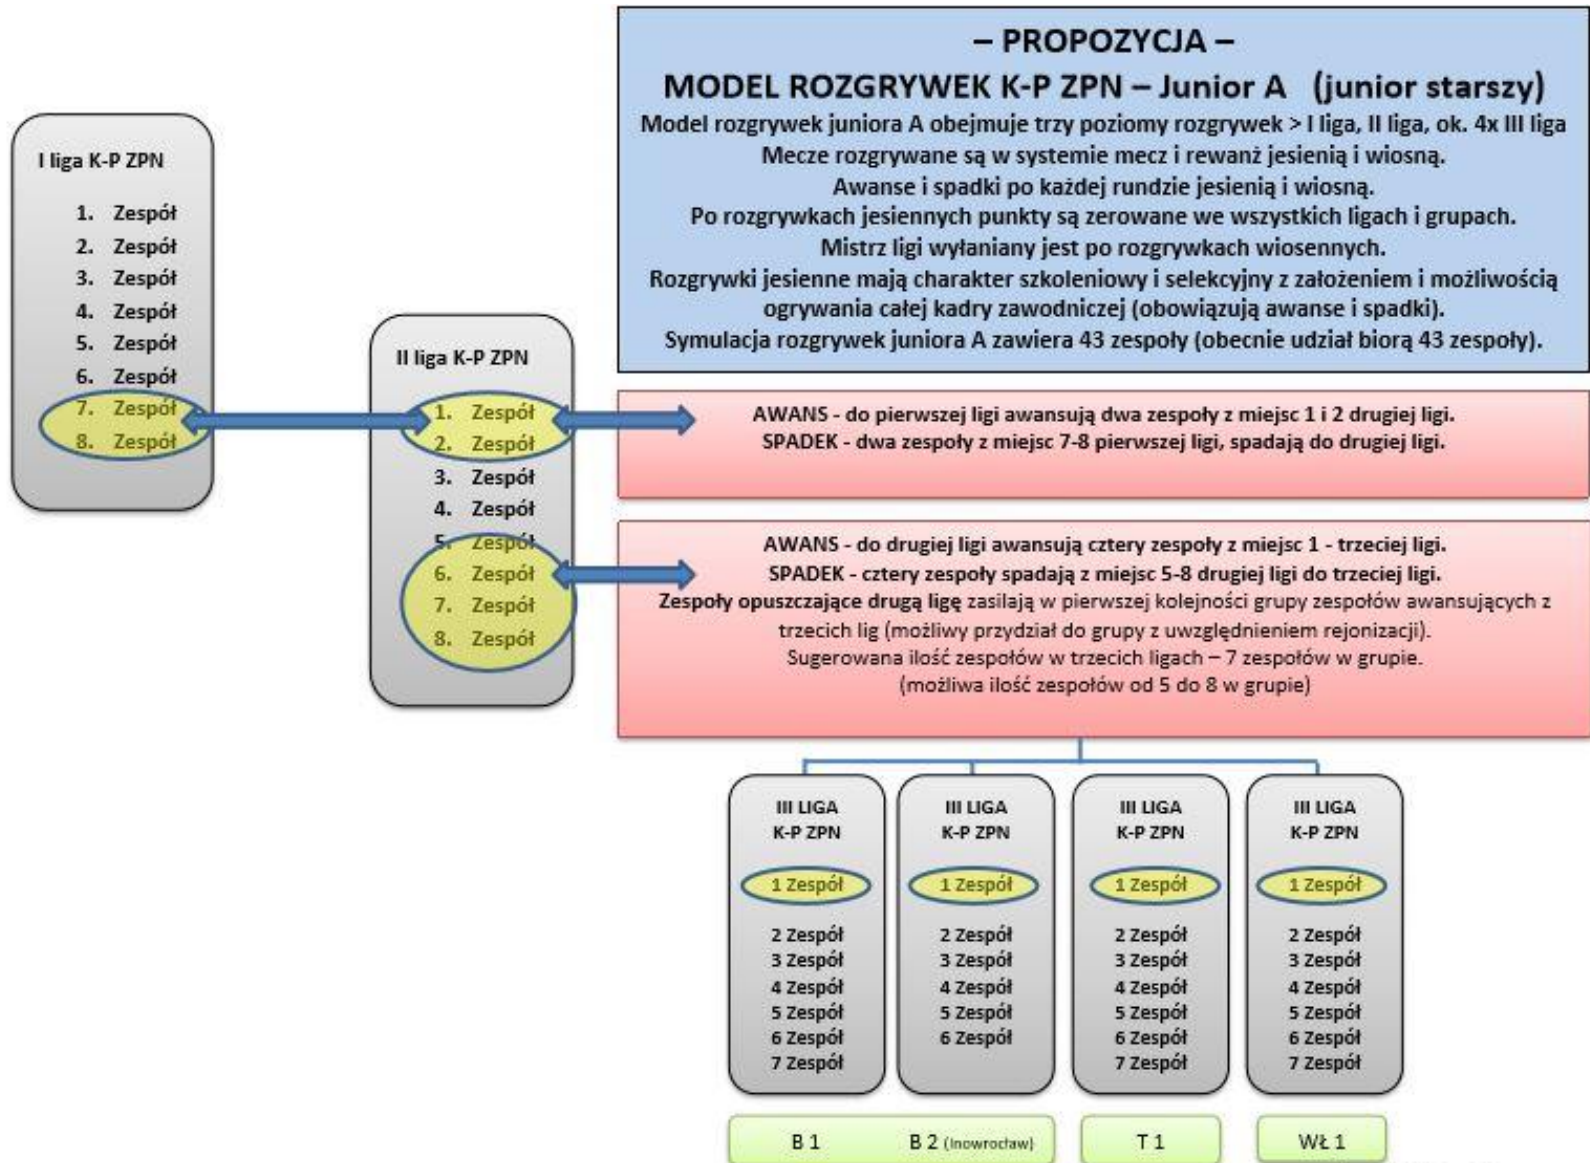 – PROPOZYCJA –
MODEL ROZGRYWEK K-P ZPN – Junior A (junior starszy)
Model rozgrywek juniora A obejmuje trzy poziomy rozgrywek > I liga, II liga, ok. 4x III liga
Mecze rozgrywane są w systemie mecz i rewanż jesienią i wiosną.
Awanse i spadki po każdej rundzie jesienią i wiosną.
Po rozgrywkach jesiennych punkty są zerowane we wszystkich ligach i grupach.
Mistrz ligi wyłaniany jest po rozgrywkach wiosennych.
Rozgrywki jesienne mają charakter szkoleniowy i selekcyjny z założeniem i możliwością
ogrywania całej kadry zawodniczej (obowiązują awanse i spadki).
Symulacja rozgrywek juniora A zawiera 43 zespoły (obecnie udział biorą 43 zespoły).
I liga K-P ZPN
1. Zespół
2. Zespół
3. Zespół
4. Zespół
5. Zespół
6. Zespół
7. Zespół
8. Zespół
II liga K-P ZPN
1. Zespół
2. Zespół
3. Zespół
4. Zespół
5. Zespół
6. Zespół
7. Zespół
8. Zespół
AWANS - do pierwszej ligi awansują dwa zespoły z miejsc 1 i 2 drugiej ligi.
SPADEK - dwa zespoły z miejsc 7-8 pierwszej ligi, spadają do drugiej ligi.
AWANS - do drugiej ligi awansują cztery zespoły z miejsc 1 - trzeciej ligi.
SPADEK - cztery zespoły spadają z miejsc 5-8 drugiej ligi do trzeciej ligi.
Zespoły opuszczające drugą ligę zasilają w pierwszej kolejności grupy zespołów awansujących z
trzecich lig (możliwy przydział do grupy z uwzględnieniem rejonizacji).
Sugerowana ilość zespołów w trzecich ligach – 7 zespołów w grupie.
(możliwa ilość zespołów od 5 do 8 w grupie)
III LIGA
K-P ZPN
1 Zespół
2 Zespół
3 Zespół
4 Zespół
5 Zespół
6 Zespół
7 Zespół
III LIGA
K-P ZPN
1 Zespół
2 Zespół
3 Zespół
4 Zespół
5 Zespół
6 Zespół
III LIGA
K-P ZPN
1 Zespół
2 Zespół
3 Zespół
4 Zespół
5 Zespół
6 Zespół
7 Zespół
III LIGA
K-P ZPN
1 Zespół
2 Zespół
3 Zespół
4 Zespół
5 Zespół
6 Zespół
7 Zespół
B 1
B 2 (Inowrocław)
T 1
WŁ 1